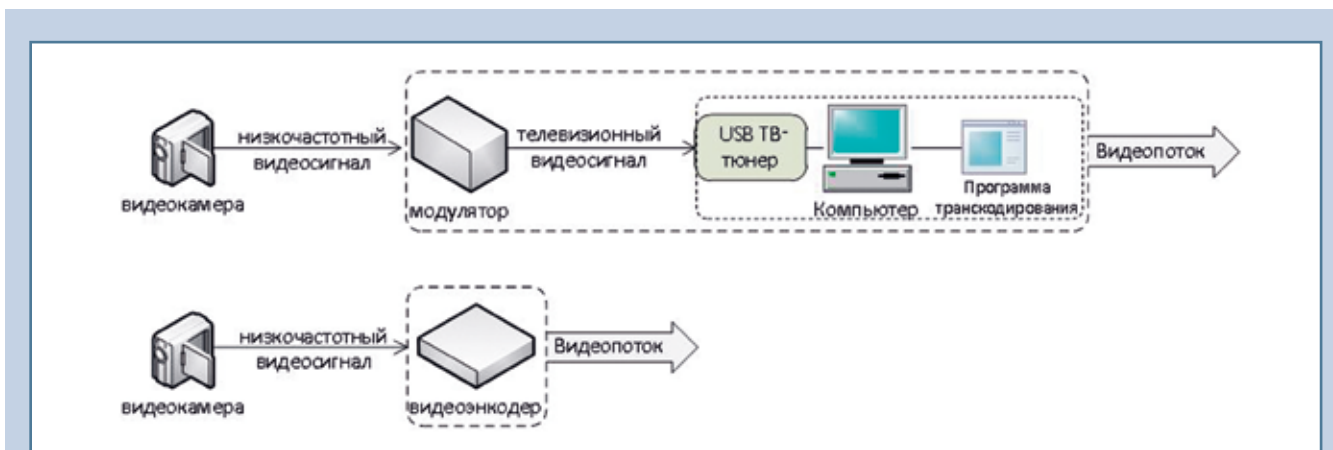 низкочастотный
видеосигнал
видеокамера
модулятор
телевизионный
видеосигнал
USB ТВ-
тюнер
Компьютер
Программа
транскодирования
Видеопоток
низкочастотный
видеосигнал
видеокамера
видеоэнкодер
Видеопоток